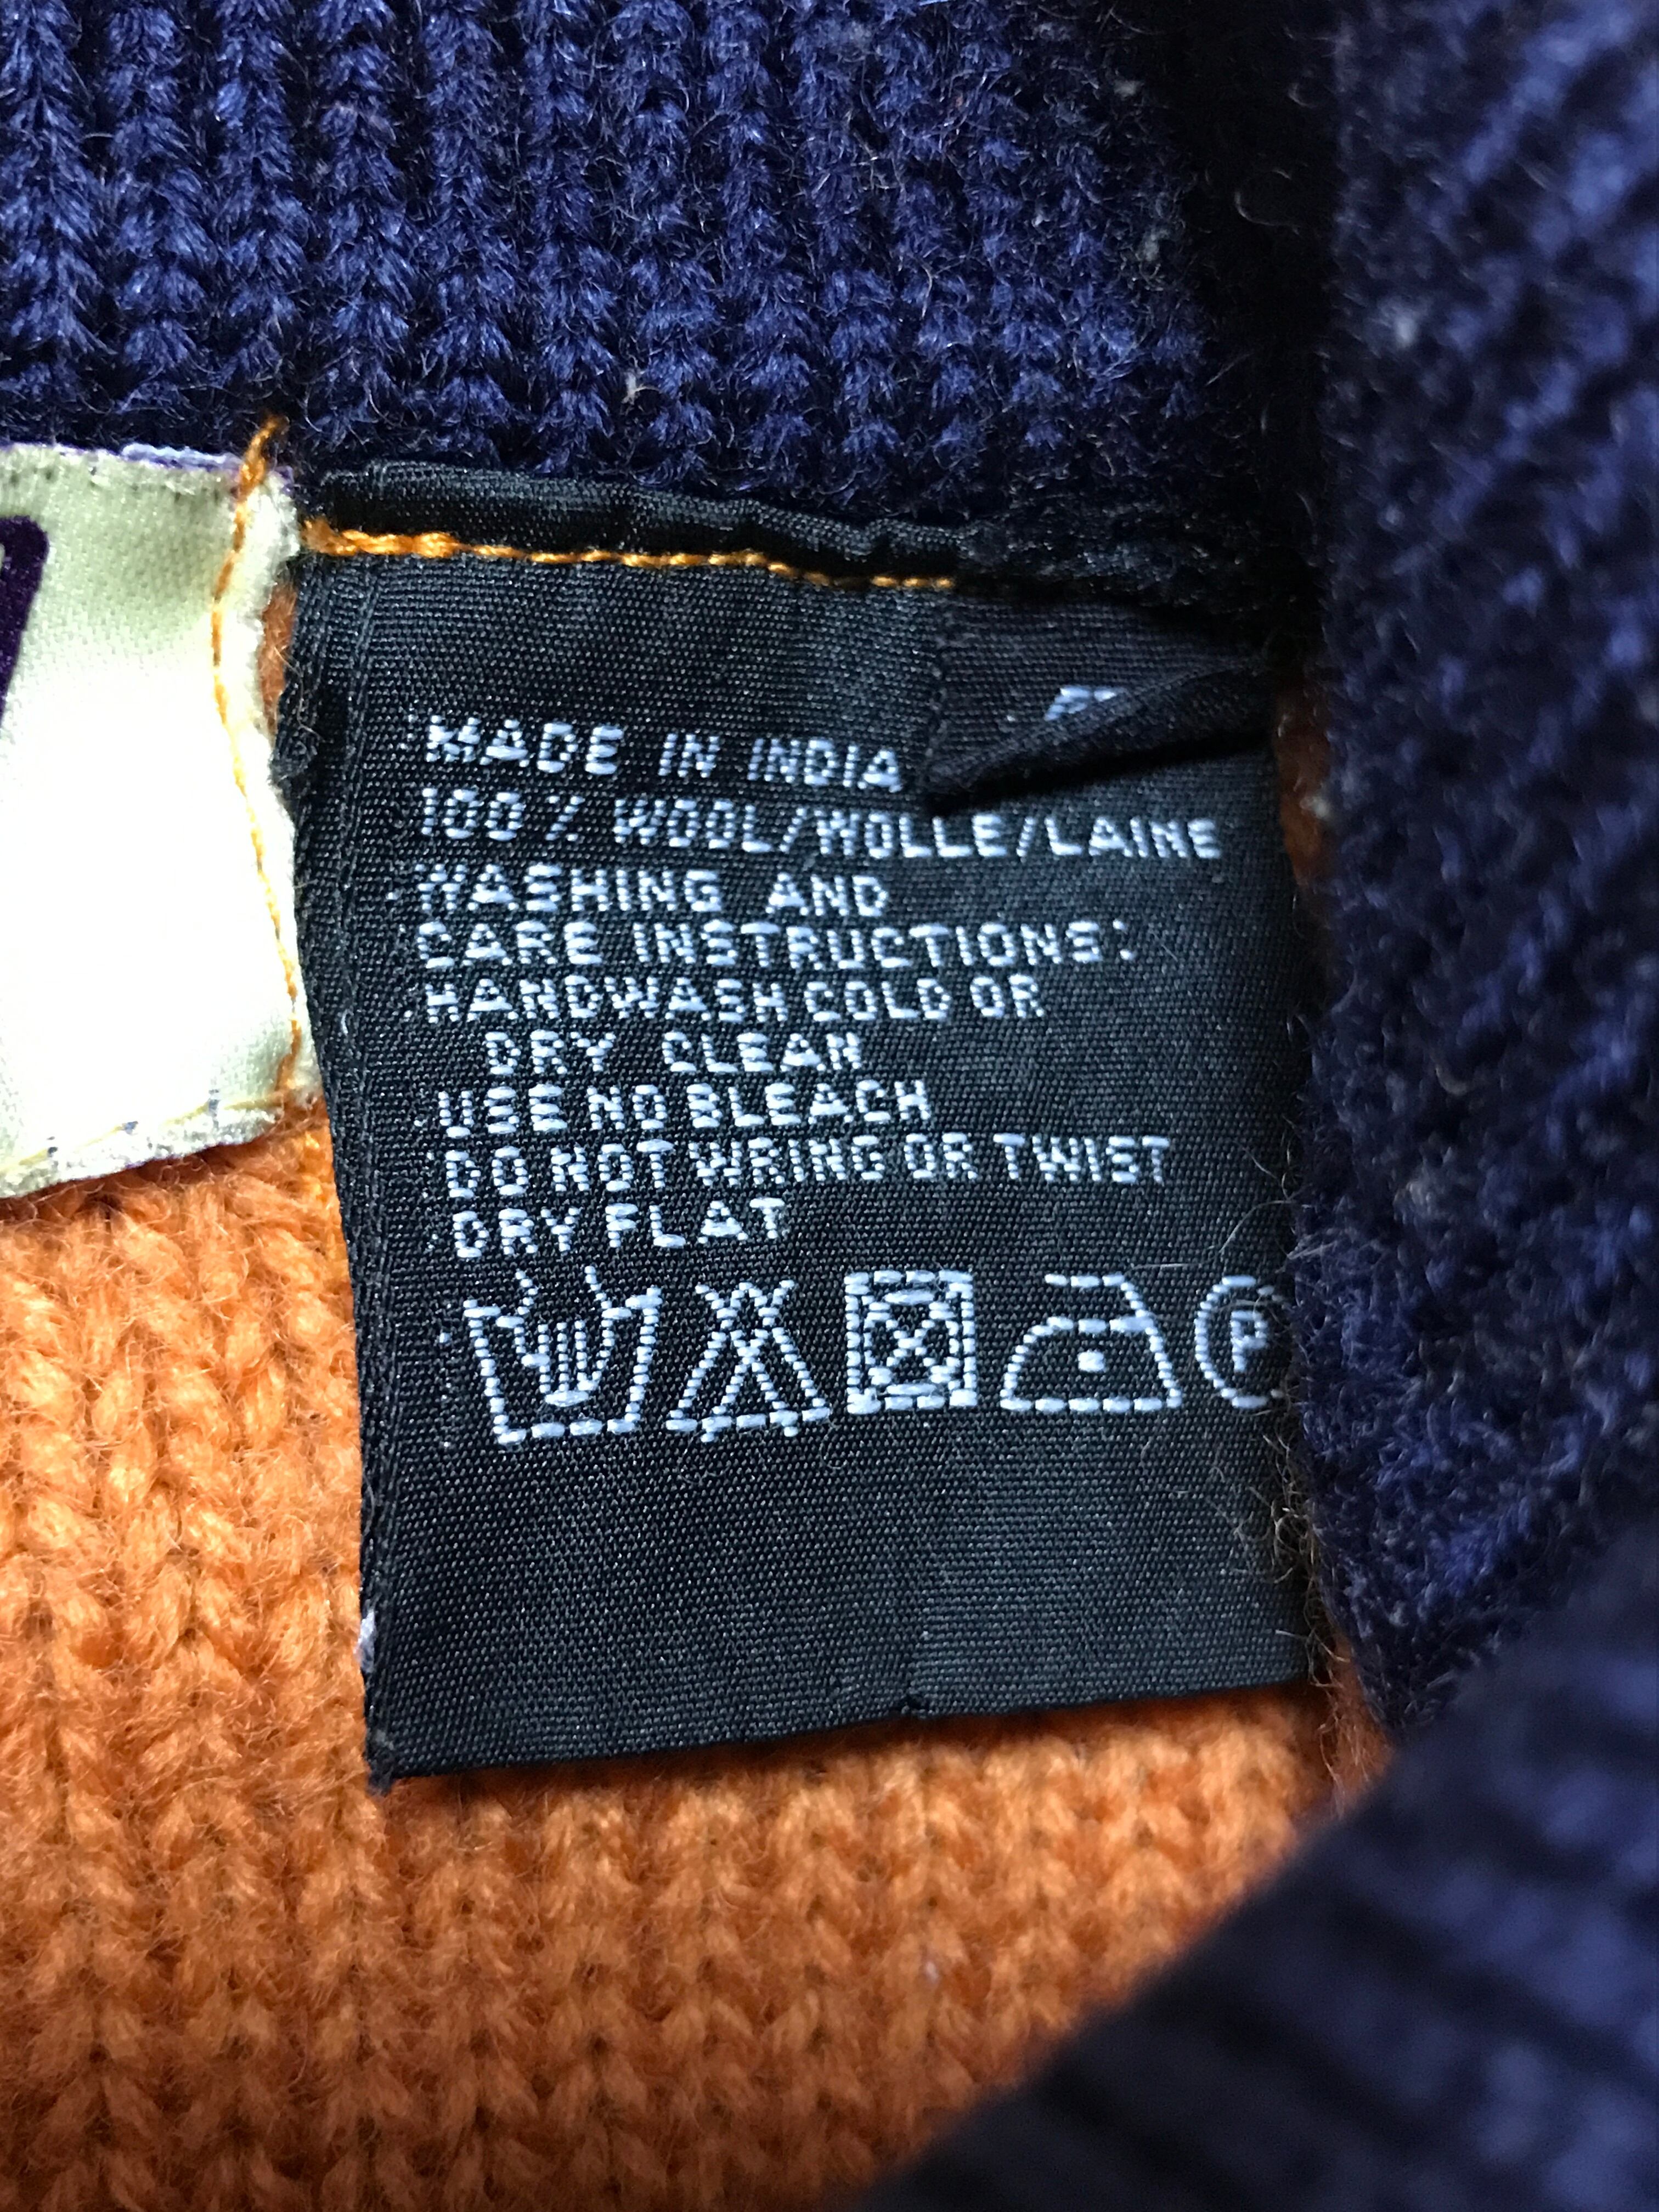 MADE IN INDIA
100 % WOOL/WOLLE/LAINE
WASHING AND
CARE INSTRUCTIONS:
HANDWASH COLD OR
DRY CLEAN
USE NO BLEACH
DO NOT WRING OR TWIST
DRY FLAT
P